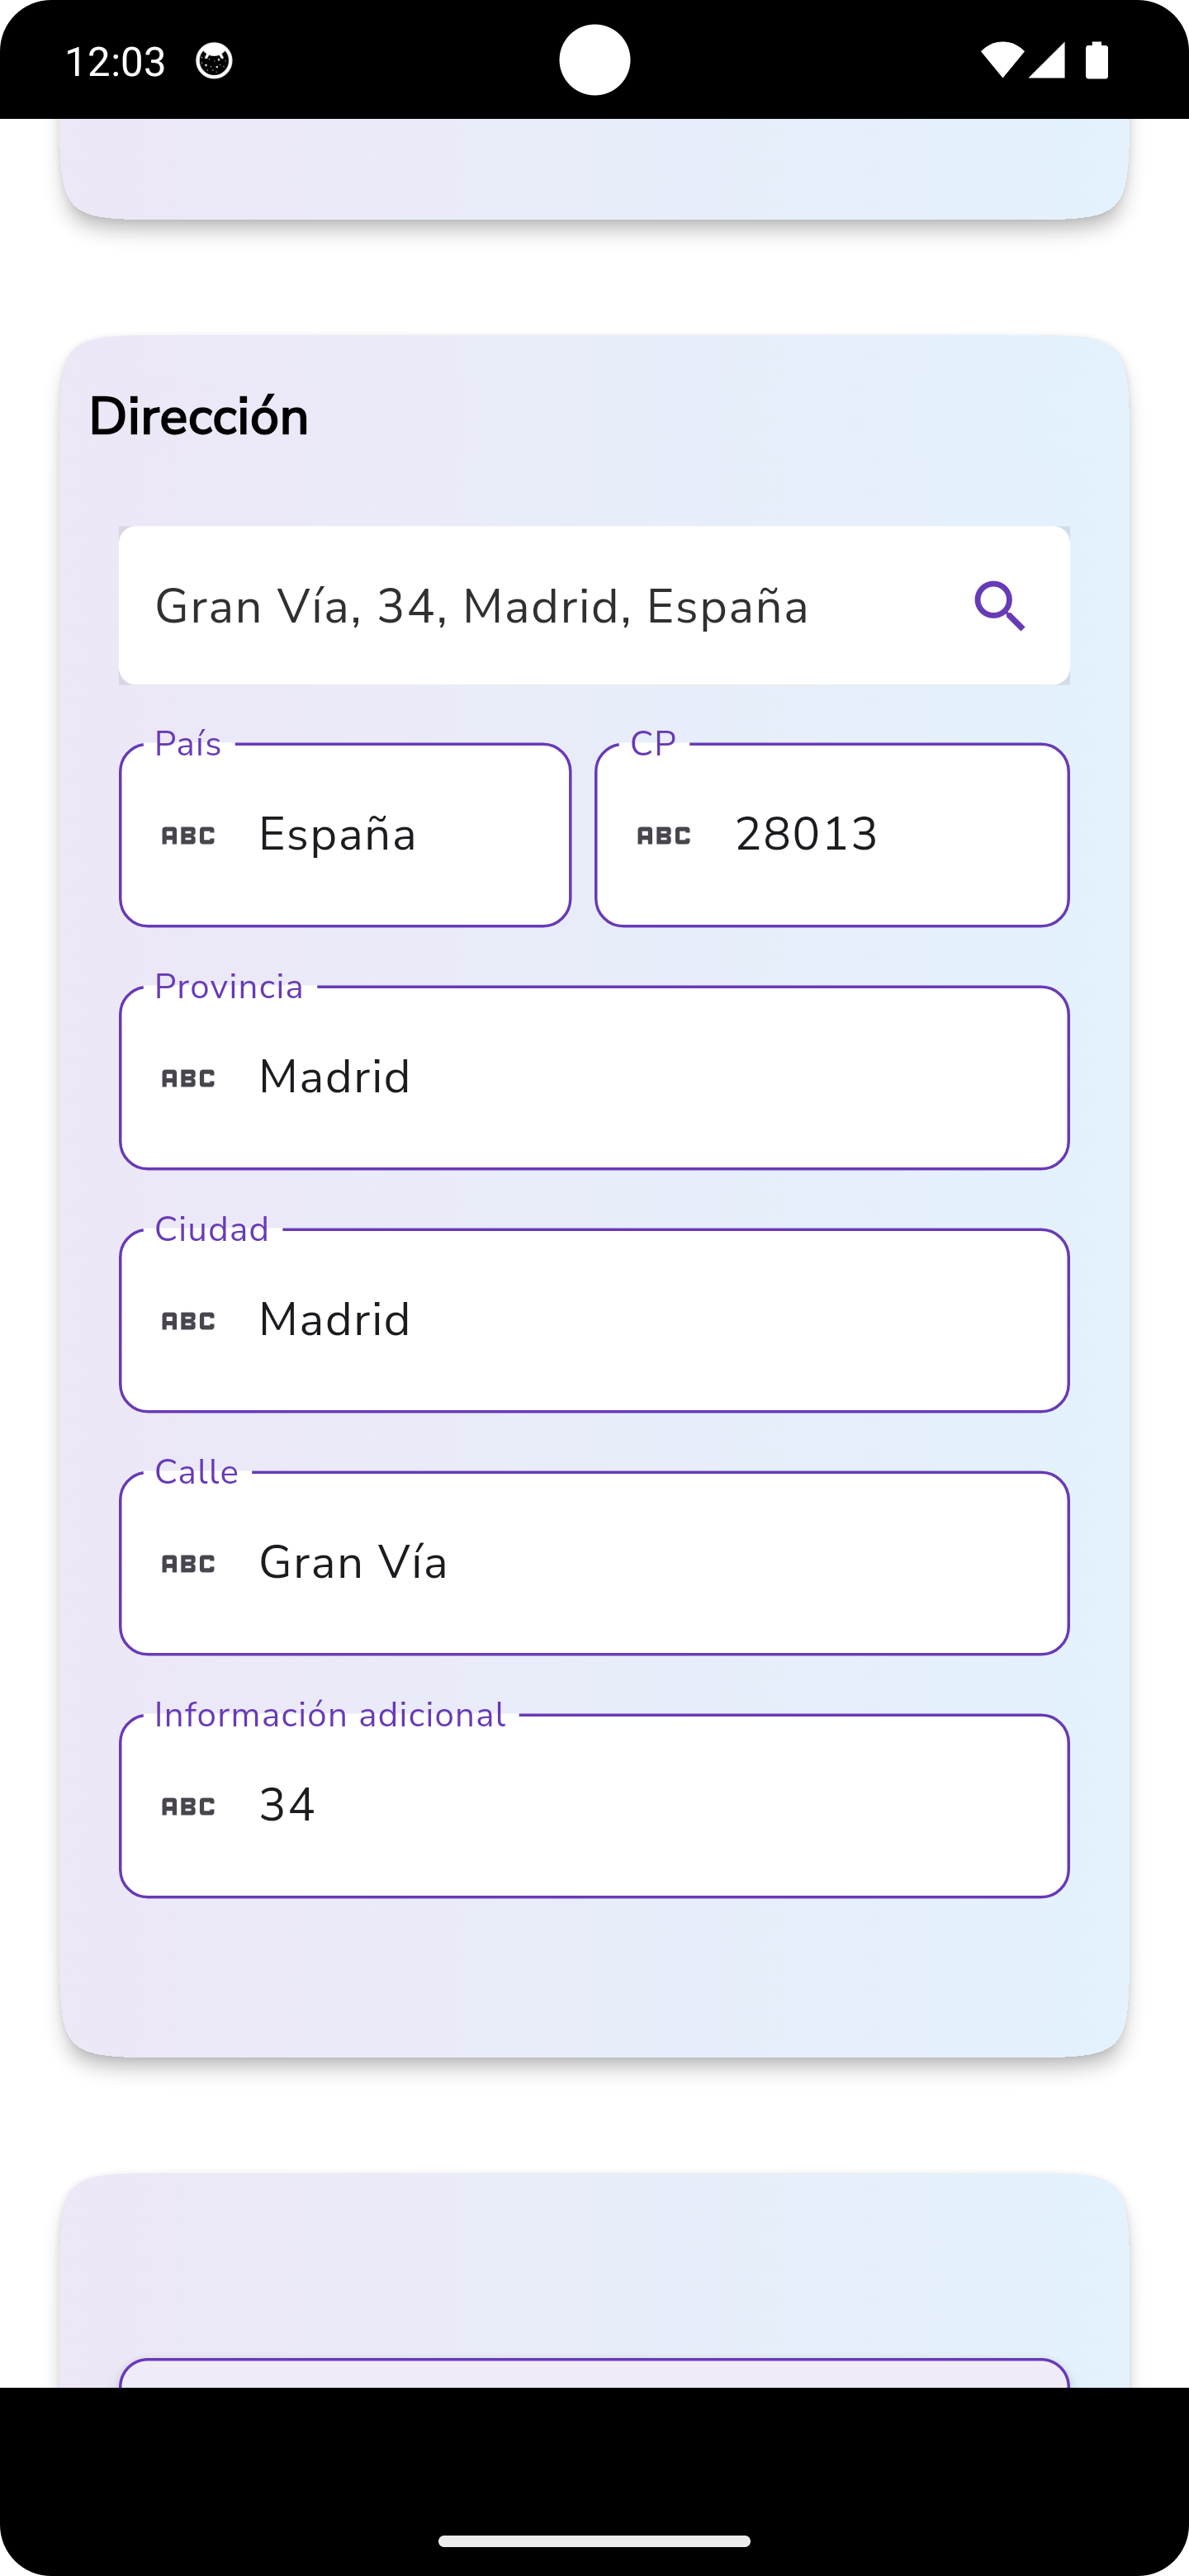 12:03
Dirección
Gran Vía, 34, Madrid, España
País
CP
ABC España
ABC 28013
Provincia
ABC Madrid
Ciudad
ABC Madrid
Calle
ABC Gran Vía
Información adicional
ABC 34